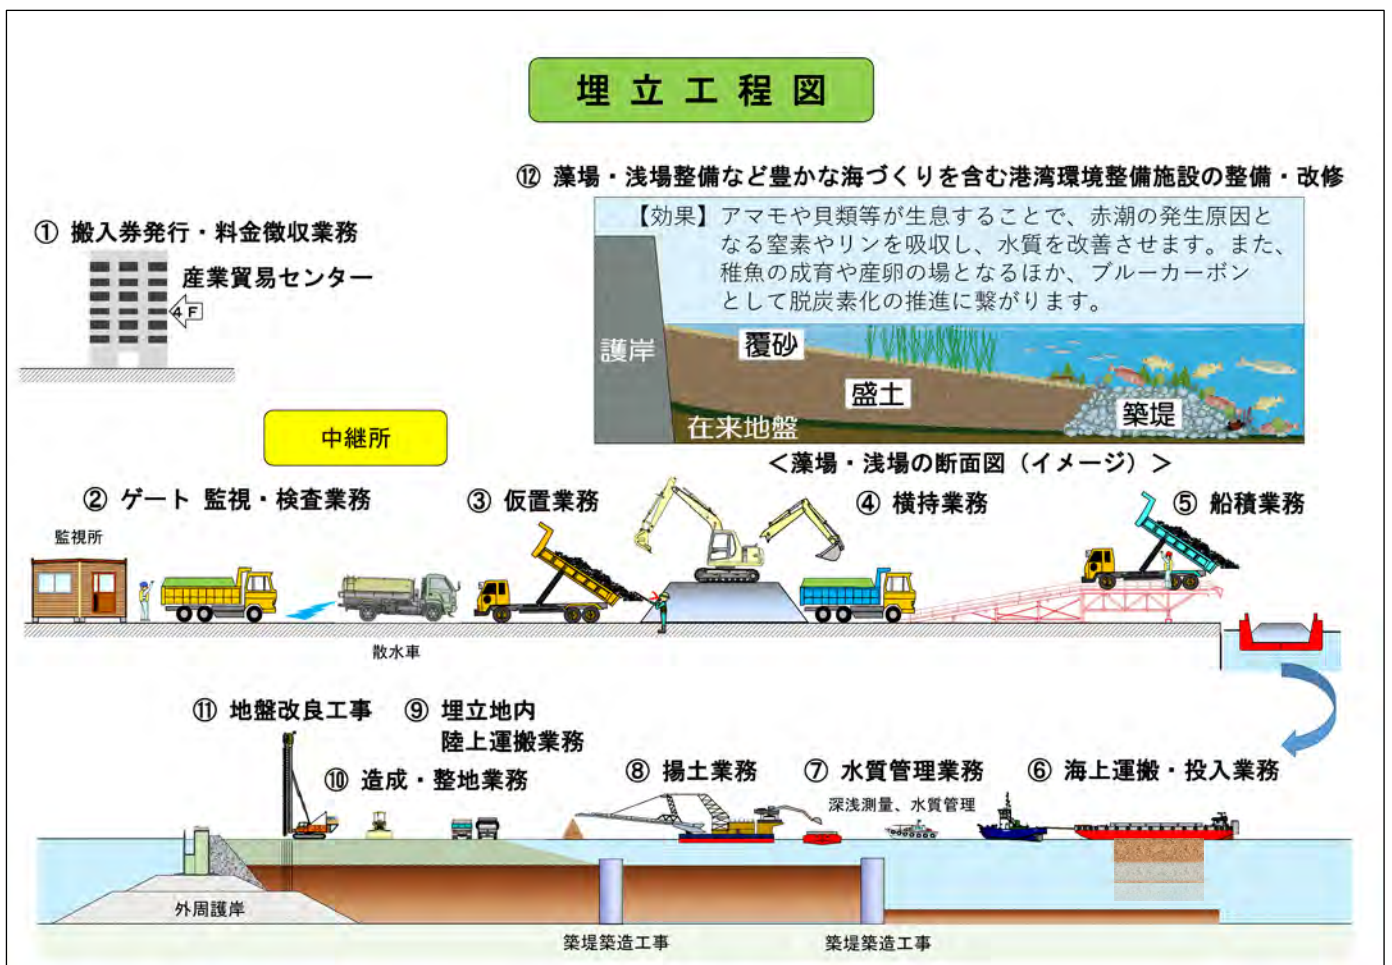 埋立工程図
⑫ 藻場・浅場整備など豊かな海づくりを含む港湾環境整備施設の整備・改修
【効果】アマモや貝類等が生息することで、赤潮の発生原因と
なる窒素やリンを吸収し、水質を改善させます。また、
稚魚の成育や産卵の場となるほか、ブルーカーボン
として脱炭素化の推進に繋がります。
護岸
覆砂
盛土
築堤
在来地盤
<藻場・浅場の断面図（イメージ）>
① 搬入券発行・料金徴収業務
産業貿易センター
4F
中継所
② ゲート 監視・検査業務
監視所
散水車
③ 仮置業務
④ 横持業務
⑤ 船積業務
⑪ 地盤改良工事
⑨ 埋立地内
陸上運搬業務
⑩ 造成・整地業務
⑧ 揚土業務
⑦ 水質管理業務
深浅測量、水質管理
⑥ 海上運搬・投入業務
外周護岸
築堤築造工事
築堤築造工事